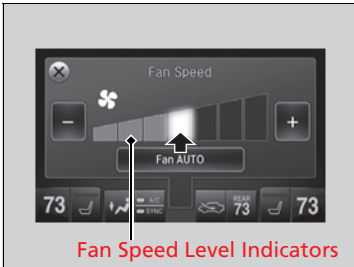 Fan Speed
-
+
Fan AUTO
73
A/C
SYNC
REAR
73
73
Fan Speed Level Indicators